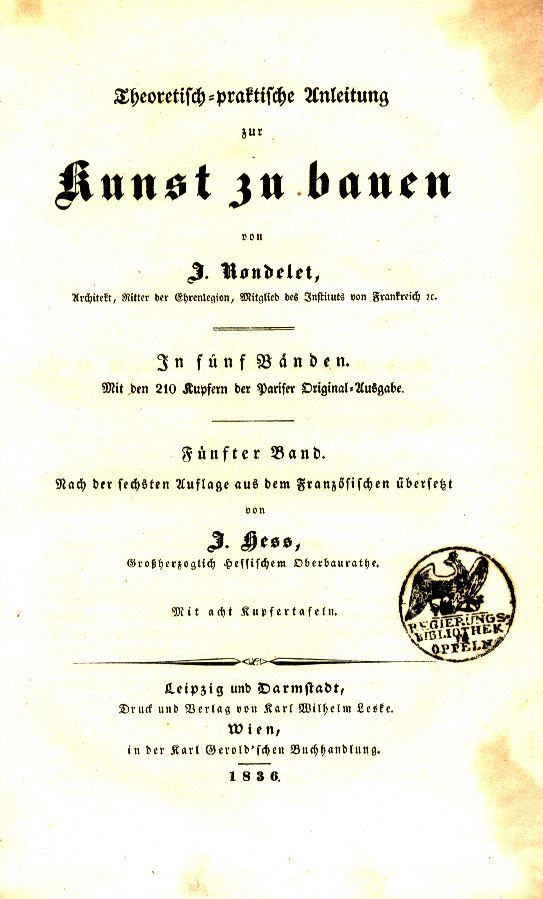 Theoretisch-praktische Anleitung
zur
Kunst zu bauen
von
J. Rondelet,
Architekt, Ritter der Ehrenlegion, Mitglied des Instituts von Frankreich ꝛc.
In fünf Bänden.
Mit den 210 Kupfern der Pariser Original-Ausgabe.
Fünfter Band.
Nach der sechsten Auflage aus dem Französischen übersetzt
von
J. Hess,
Großherzoglich Hessischem Oberbaurathe.
Mit acht Kupfertafeln.
REGIERUNGS
BIBLIOTHEK
ZU
OPPELN
Leipzig und Darmstadt,
Druck und Verlag von Karl Wilhelm Leske.
Wien,
in der Karl Gerold'schen Buchhandlung.
1836.